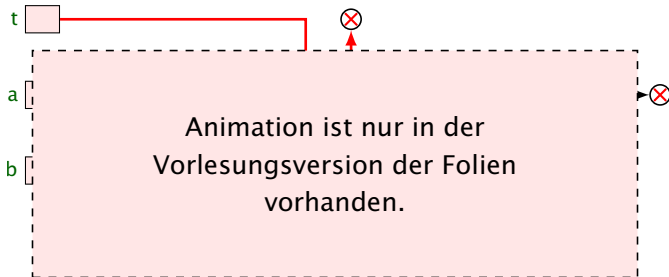 t
a
b
Animation ist nur in der
Vorlesungsversion der Folien
vorhanden.